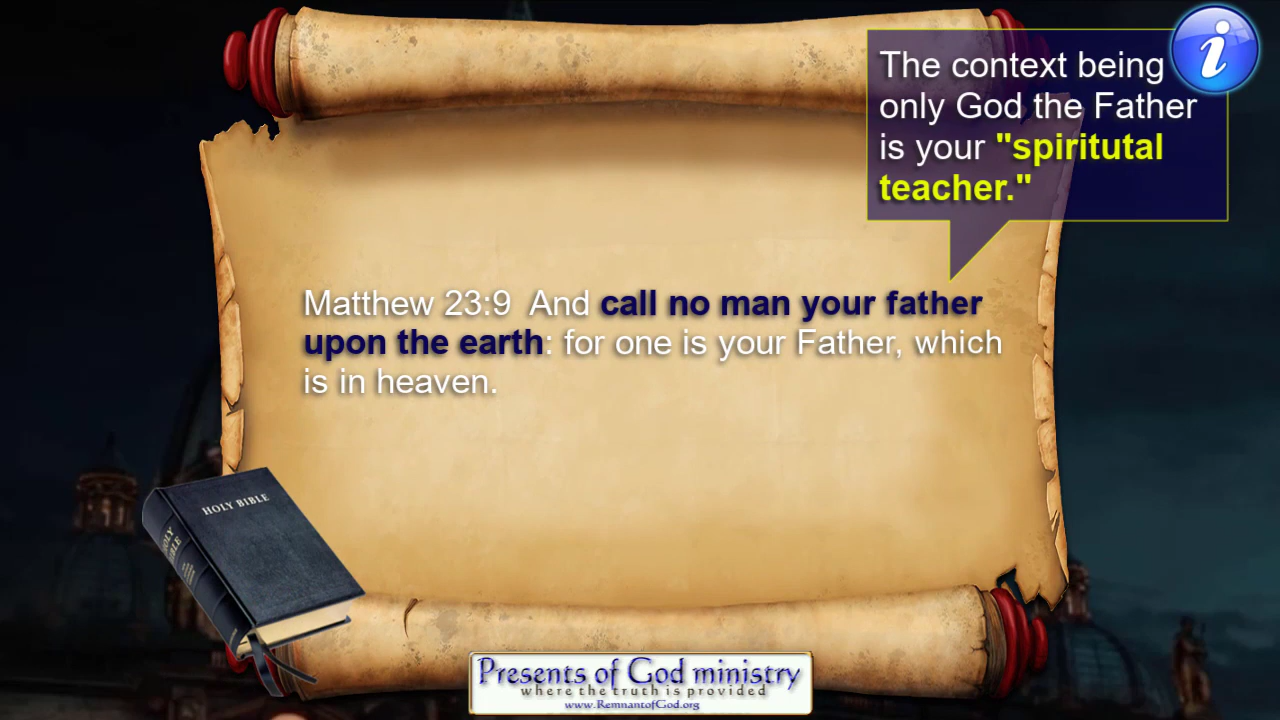 The context being
only God the Father
is your "spiritutal
teacher."
Matthew 23:9  And call no man your father
upon the earth: for one is your Father, which
is in heaven.
HOLY BIBLE
HOLY
BIBLE
Presents of God ministry
where the truth is provided
www.RemnantofGod.org